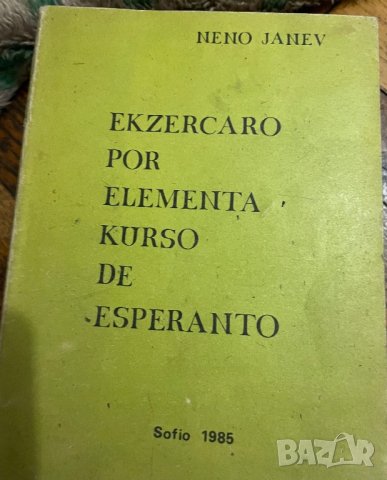 NENO JANEV
EKZERCARO
POR
ELEMENTA
KURSO
DE
ESPERANTO
Sofio 1985
BAZAR